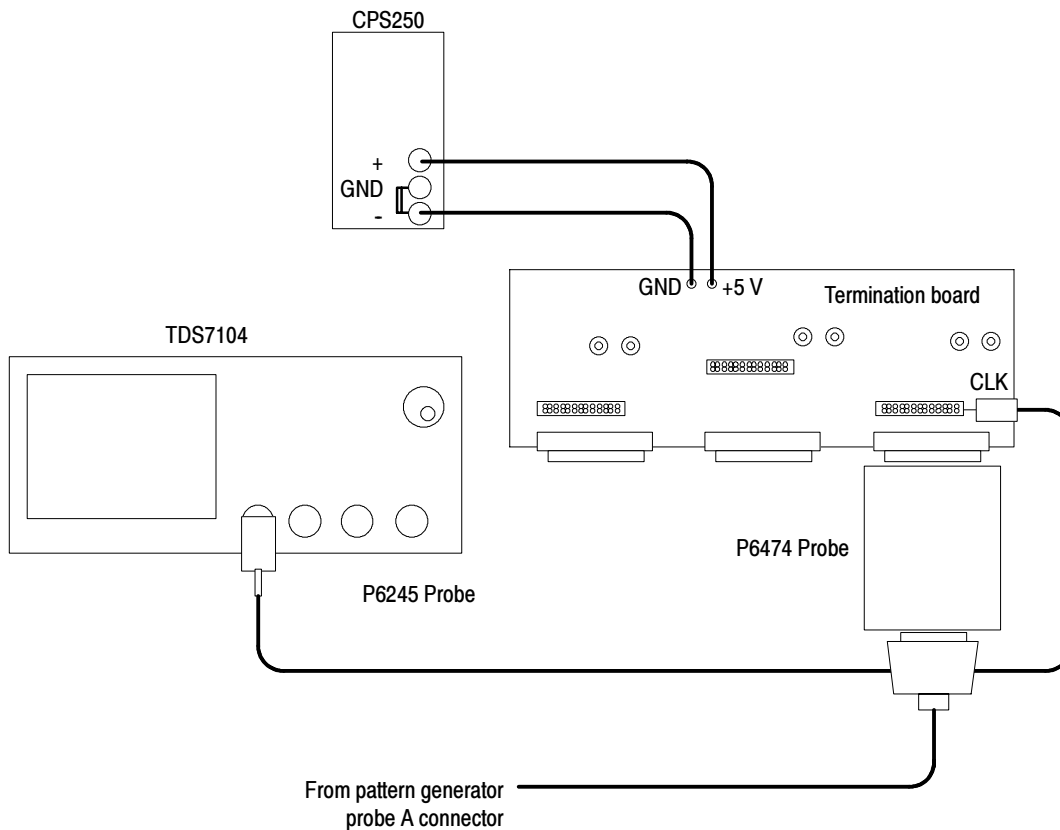 CPS250
+
GND
-
GND
+5 V
Termination board
TDS7104
CLK
P6474 Probe
P6245 Probe
From pattern generator
probe A connector